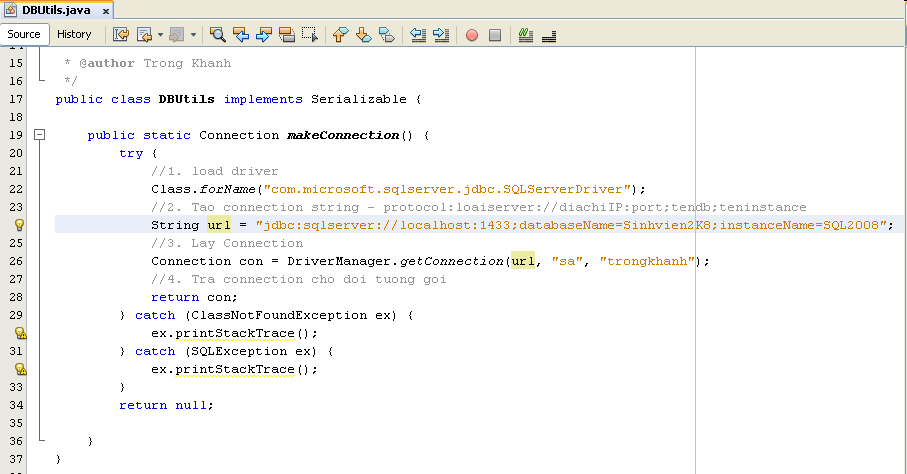 DBUtils.java x
Source History
15 * @author Trong Khanh
16 */
17 public class DBUtils implements Serializable {
18
19 public static Connection makeConnection() {
20 try {
21 //1. load driver
22 Class.forName("com.microsoft.sqlserver.jdbc.SQLServerDriver");
23 //2. Tao connection string - protocol:loaiserver://diachiIP:port;tendb;teninstance
String url = "jdbc:sqlserver://localhost:1433;databaseName=Sinhvien2K8;instanceName=SQL2008";
25 //3. Lay Connection
26 Connection con = DriverManager.getConnection(url, "sa", "trongkhanh");
27 //4. Tra connection cho doi tuong goi
28 return con;
29 } catch (ClassNotFoundException ex) {
ex.printStackTrace();
31 } catch (SQLException ex) {
ex.printStackTrace();
33 }
34 return null;
35
36 }
37 }